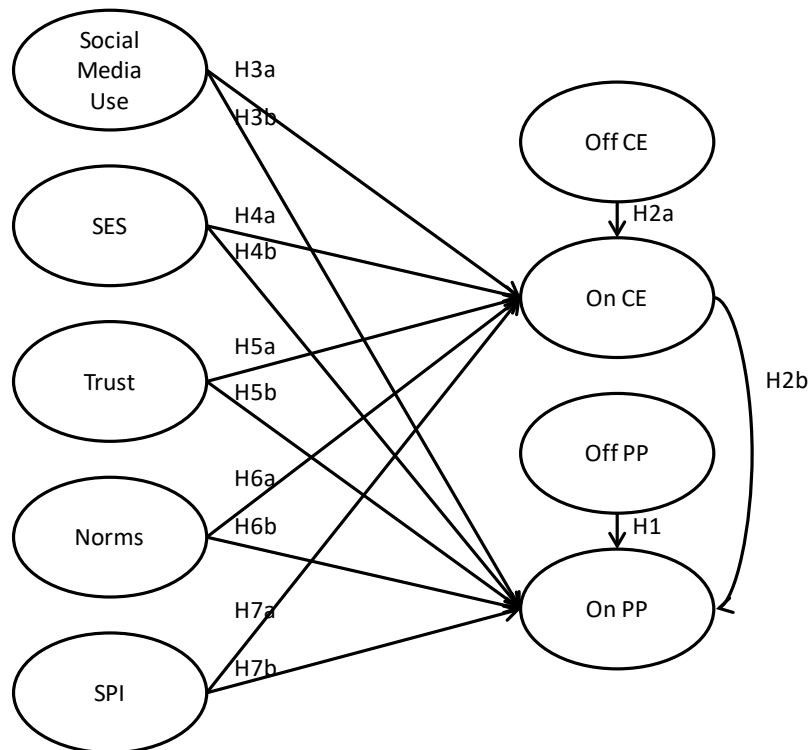 Social
Media
Use
H3a
H3b
Off CE
SES
H4a
H4b
H2a
On CE
Trust
H5a
H5b
H2b
Off PP
Norms
H6a
H6b
H1
On PP
SPI
H7a
H7b